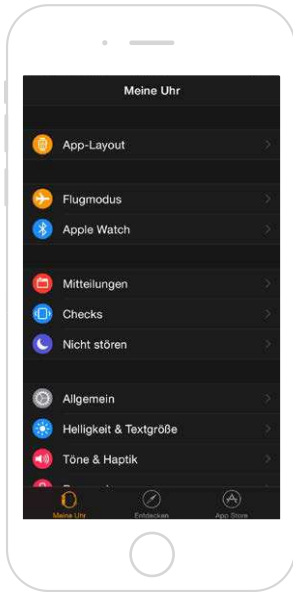 Meine Uhr
App-Layout
Flugmodus
Apple Watch
Mitteilungen
Checks
Nicht stören
Allgemein
Helligkeit & Textgröße
Töne & Haptik
Meine Uhr
Entdecken
App Store